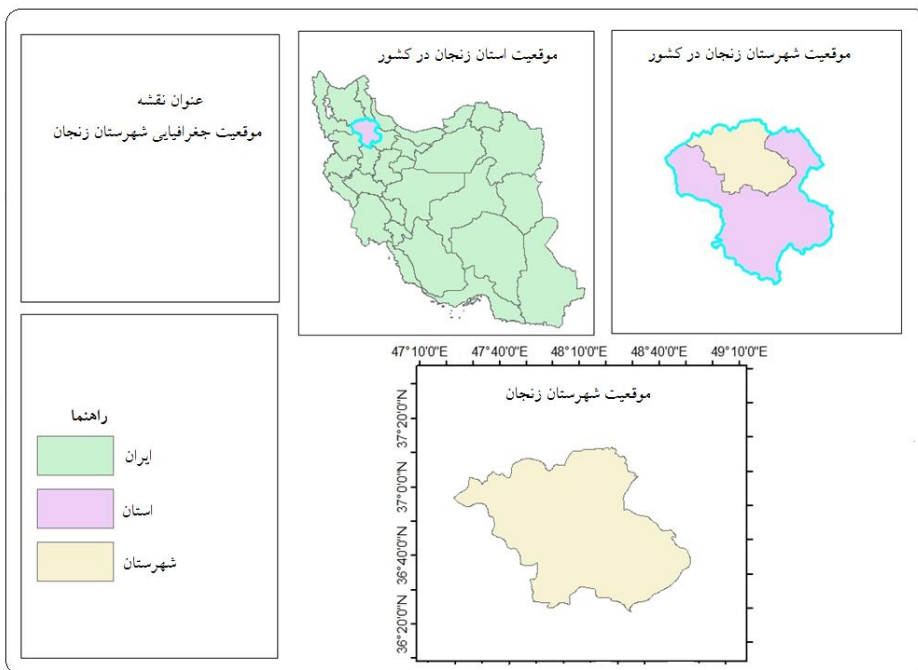 موقعیت شهرستان زنجان در کشور
موقعیت استان زنجان در کشور
عنوان نقشه
موقعیت جغرافیایی شهرستان زنجان
راهنما
ایران
استان
شهرستان
47°10'0"E 47°40'0"E 48°10'0"E 48°40'0"E 49°10'0"E
موقعیت شهرستان زنجان
37°20'0"N
37°0'0"N
36°40'0"N
36°20'0"N